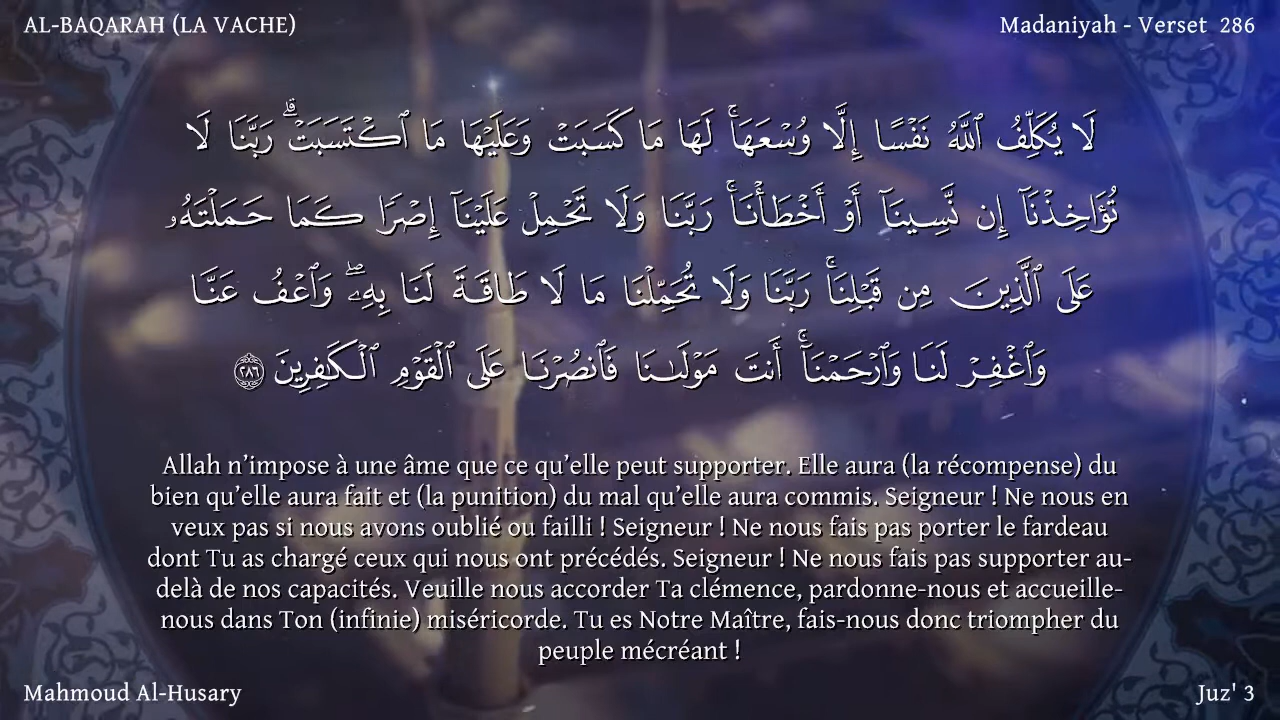 AL-BAQARAH (LA VACHE)
Madaniyah - Verset 286
لَا يُكَلِّفُ ٱللَّهُ نَفْسًا إِلَّا وُسْعَهَاۚ لَهَا مَا كَسَبَتْ وَعَلَيْهَا مَا ٱكْتَسَبَتْۗ رَبَّنَا لَا
تُؤَاخِذْنَآ إِن نَّسِينَآ أَوْ أَخْطَأْنَاۚ رَبَّنَا وَلَا تَحْمِلْ عَلَيْنَآ إِصْرًا كَمَا حَمَلْتَهُۥ
عَلَى ٱلَّذِينَ مِن قَبْلِنَاۚ رَبَّنَا وَلَا تُحَمِّلْنَا مَا لَا طَاقَةَ لَنَا بِهِۦۖ وَٱعْفُ عَنَّا
وَٱغْفِرْ لَنَا وَٱرْحَمْنَآۚ أَنتَ مَوْلَىٰنَا فَٱنصُرْنَا عَلَى ٱلْقَوْمِ ٱلْكَـٰفِرِينَ ٢٨٦
Allah n’impose à une âme que ce qu’elle peut supporter. Elle aura (la récompense) du
bien qu’elle aura fait et (la punition) du mal qu’elle aura commis. Seigneur ! Ne nous en
veux pas si nous avons oublié ou failli ! Seigneur ! Ne nous fais pas porter le fardeau
dont Tu as chargé ceux qui nous ont précédés. Seigneur ! Ne nous fais pas supporter au-
delà de nos capacités. Veuille nous accorder Ta clémence, pardonne-nous et accueille-
nous dans Ton (infinie) miséricorde. Tu es Notre Maître, fais-nous donc triompher du
peuple mécréant !
Mahmoud Al-Husary
Juz' 3